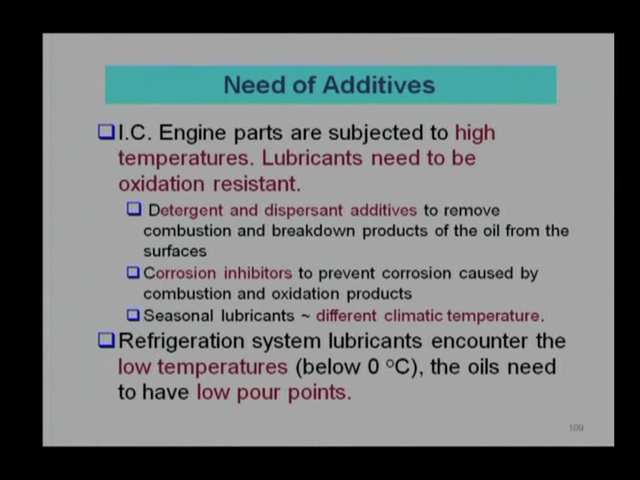 Need of Additives
I.C. Engine parts are subjected to high
temperatures. Lubricants need to be
oxidation resistant.
Detergent and dispersant additives to remove
combustion and breakdown products of the oil from the
surfaces
Corrosion inhibitors to prevent corrosion caused by
combustion and oxidation products
Seasonal lubricants ~ different climatic temperature.
Refrigeration system lubricants encounter the
low temperatures (below 0 °C), the oils need
to have low pour points.
109